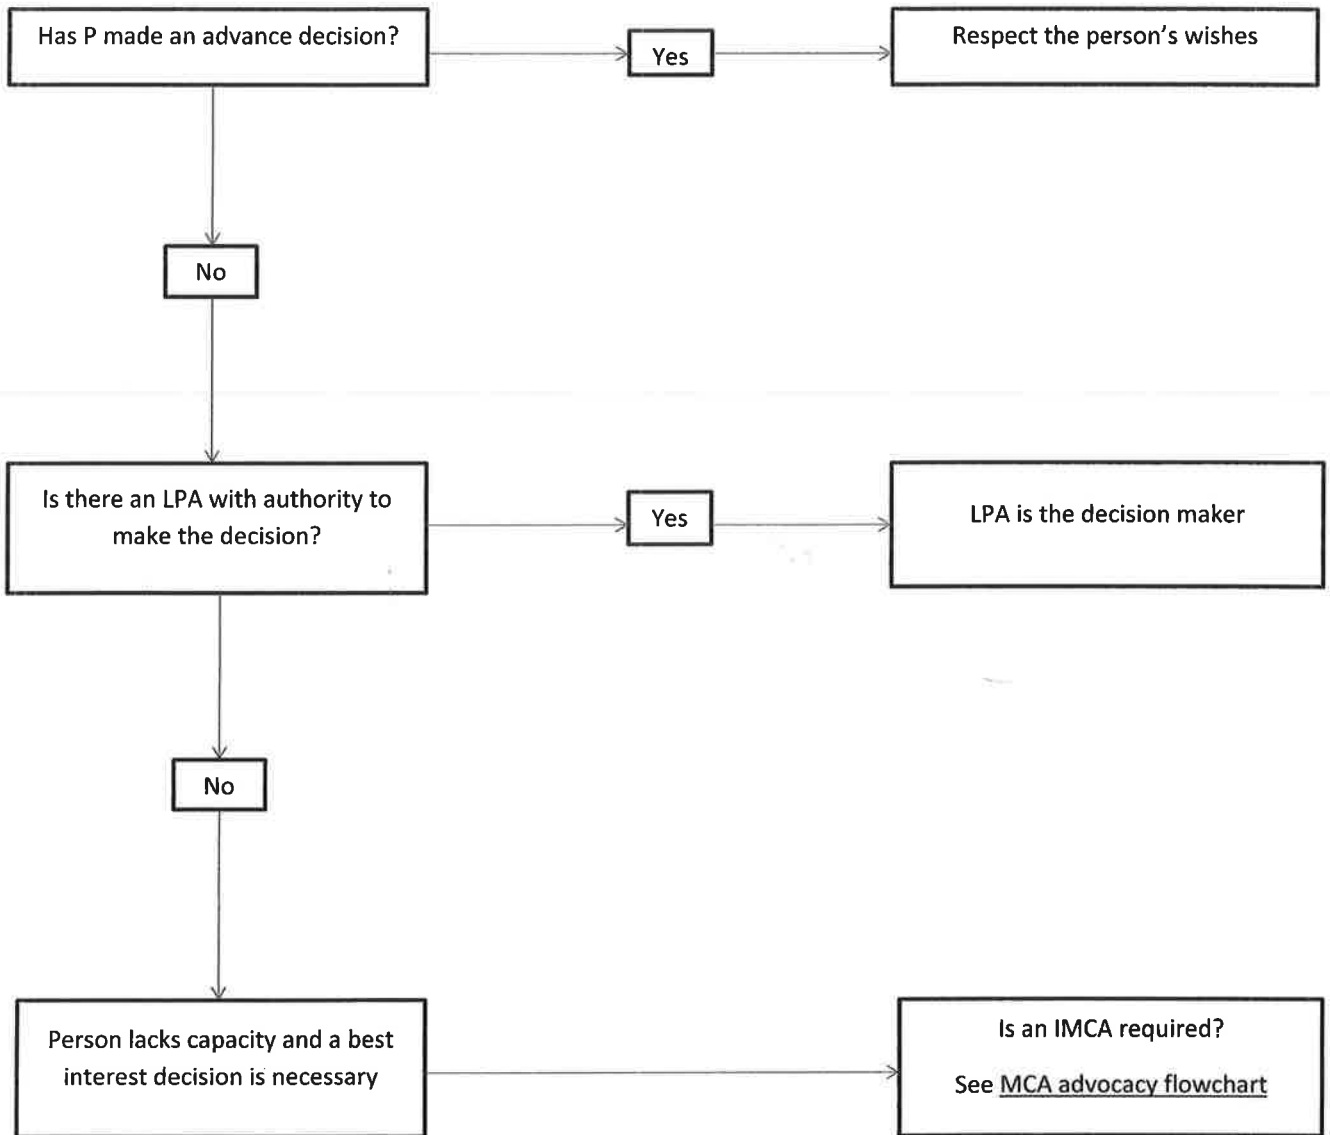 Has P made an advance decision?
Yes
Respect the person’s wishes
No
Is there an LPA with authority to
make the decision?
Yes
LPA is the decision maker
No
Person lacks capacity and a best
interest decision is necessary
Is an IMCA required?
See MCA advocacy flowchart